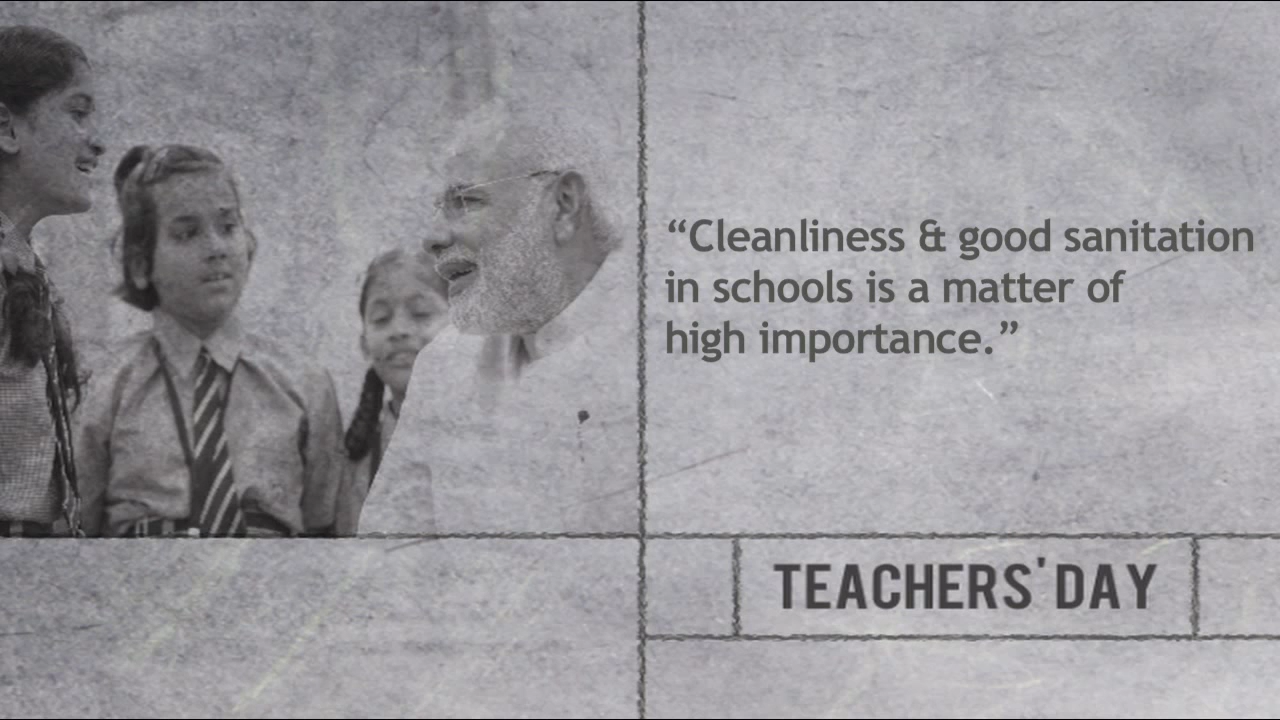 “Cleanliness & good sanitation
in schools is a matter of
high importance.”
TEACHERS' DAY